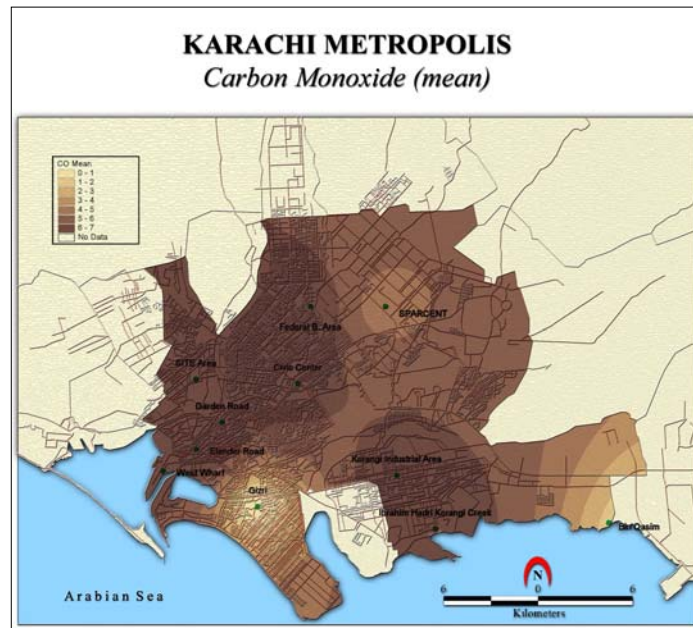 KARACHI METROPOLIS
Carbon Monoxide (mean)
CO Mean
0 - 1
1 - 2
2 - 3
3 - 4
4 - 5
5 - 6
6 - 7
No Data
SPARCENT
Federal B. Area
SITE Area
Civic Center
Garden Road
Elender Road
Korangi Industrial Area
West Wharf
Gizri
Ibrahim Hydri Korangi Creek
Bin Qasim
Arabian Sea
N
6 0 6
Kilometers